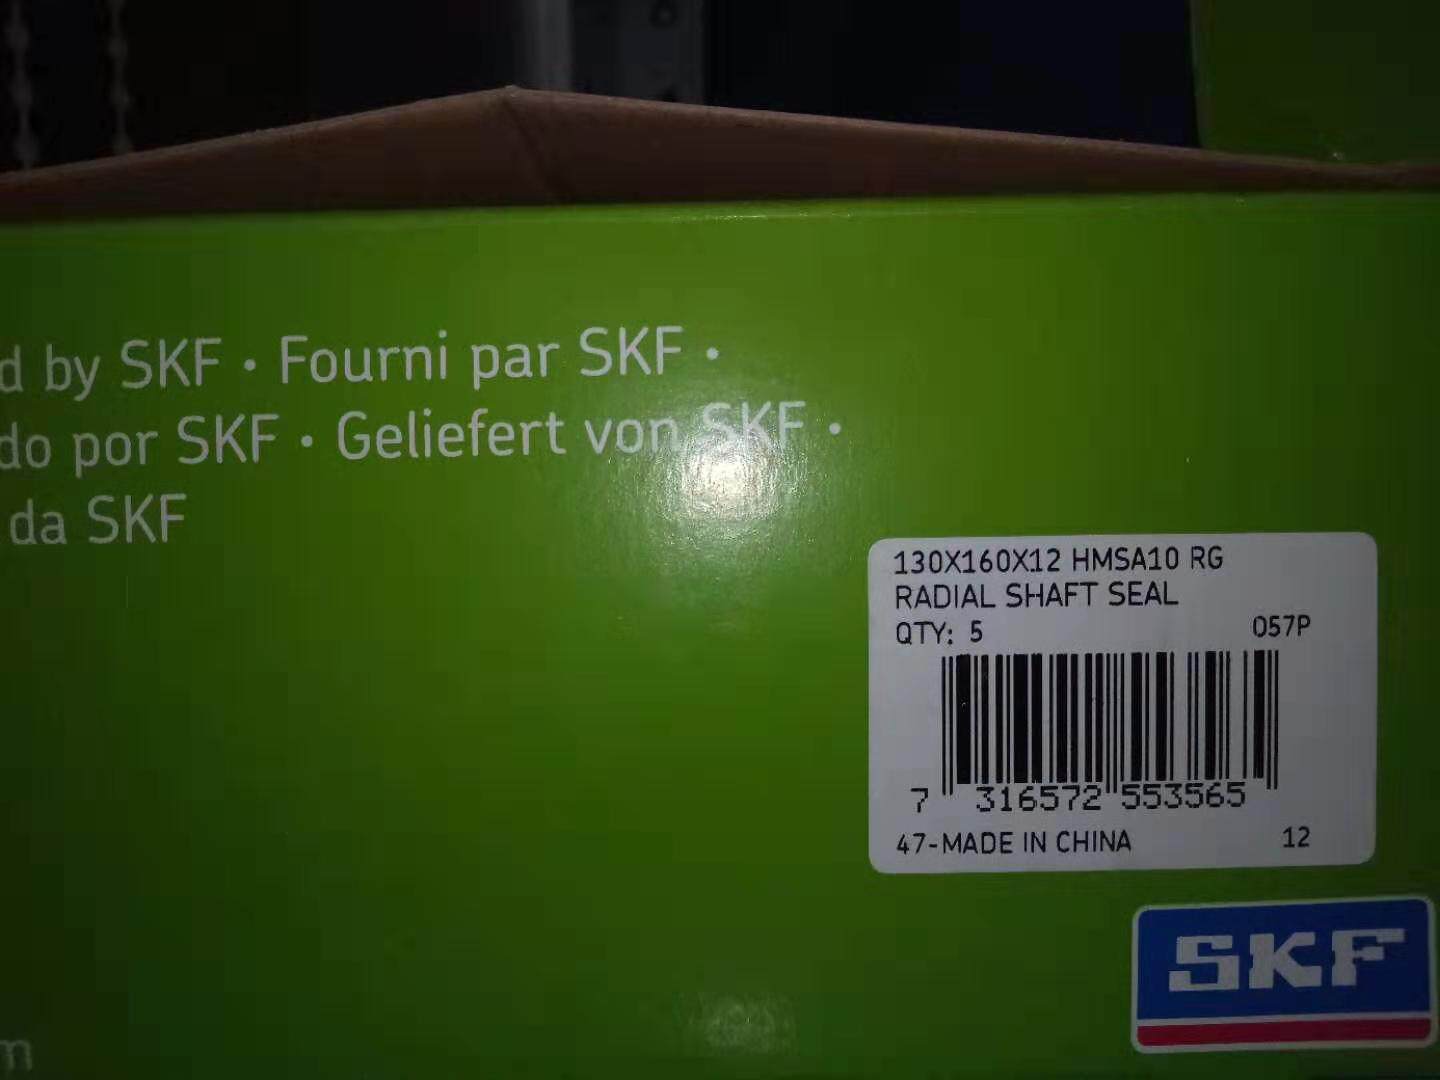 d by SKF · Fourni par SKF ·
do por SKF · Geliefert von SKF ·
da SKF
130X160X12 HMSA10 RG
RADIAL SHAFT SEAL
QTY: 5 057P
7 316572 553565
47-MADE IN CHINA 12
SKF
m